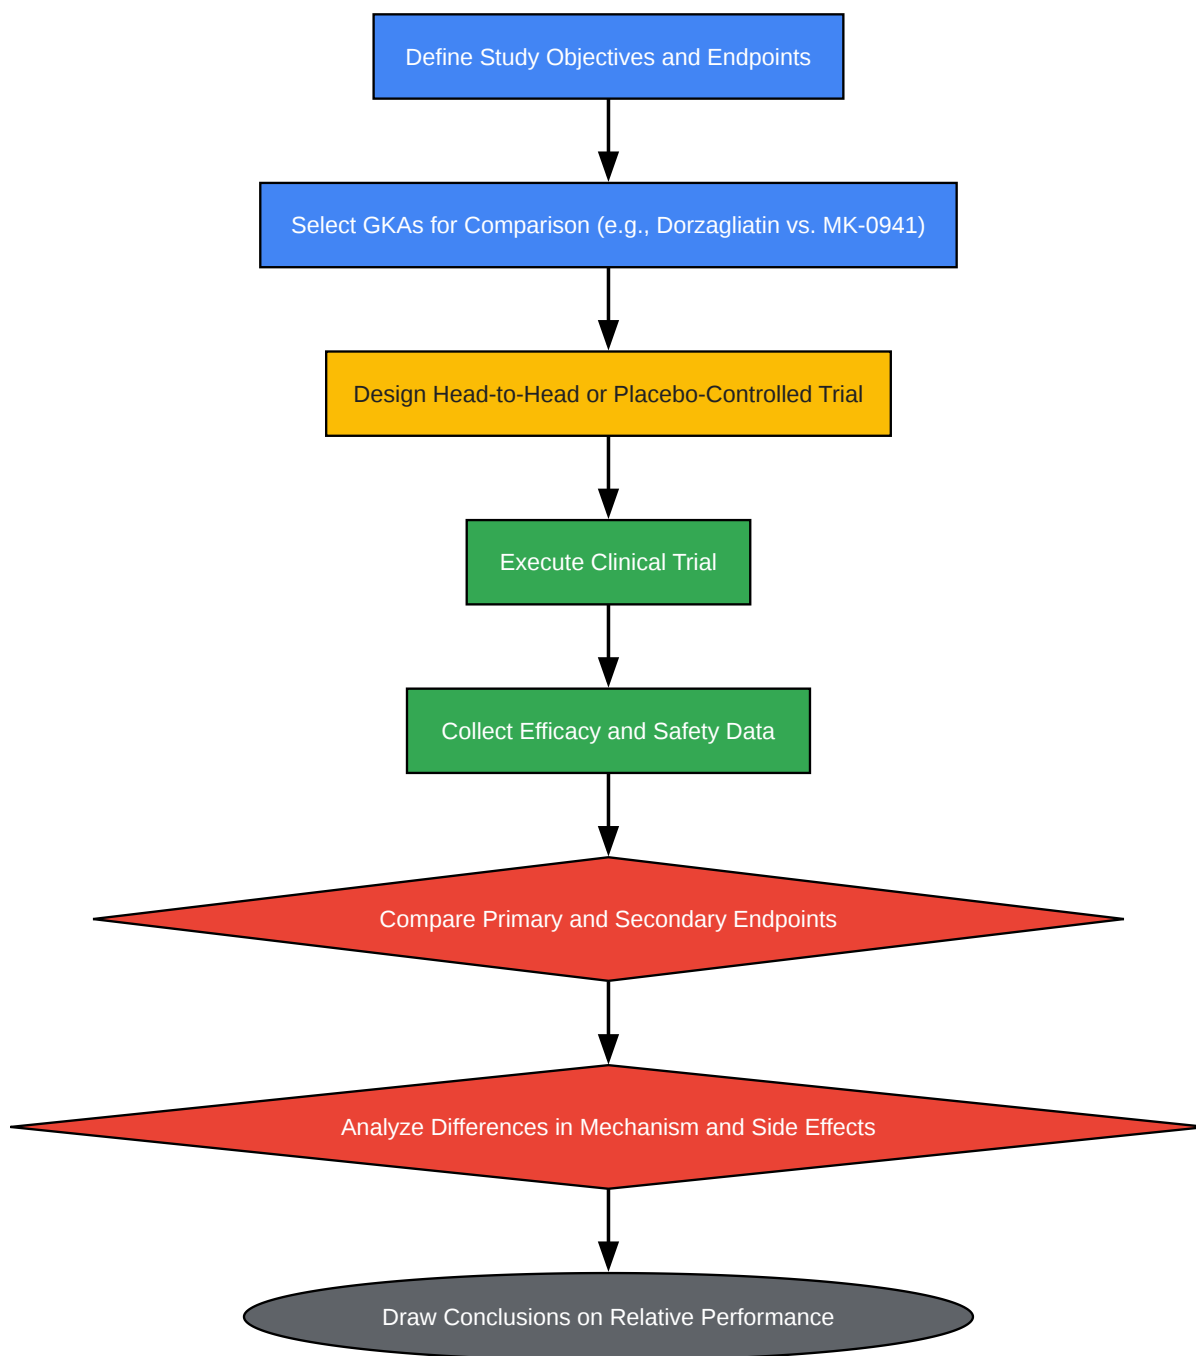 Define Study Objectives and Endpoints
Select GKAs for Comparison (e.g., Dorzagliatin vs. MK-0941)
Design Head-to-Head or Placebo-Controlled Trial
Execute Clinical Trial
Collect Efficacy and Safety Data
Compare Primary and Secondary Endpoints
Analyze Differences in Mechanism and Side Effects
Draw Conclusions on Relative Performance